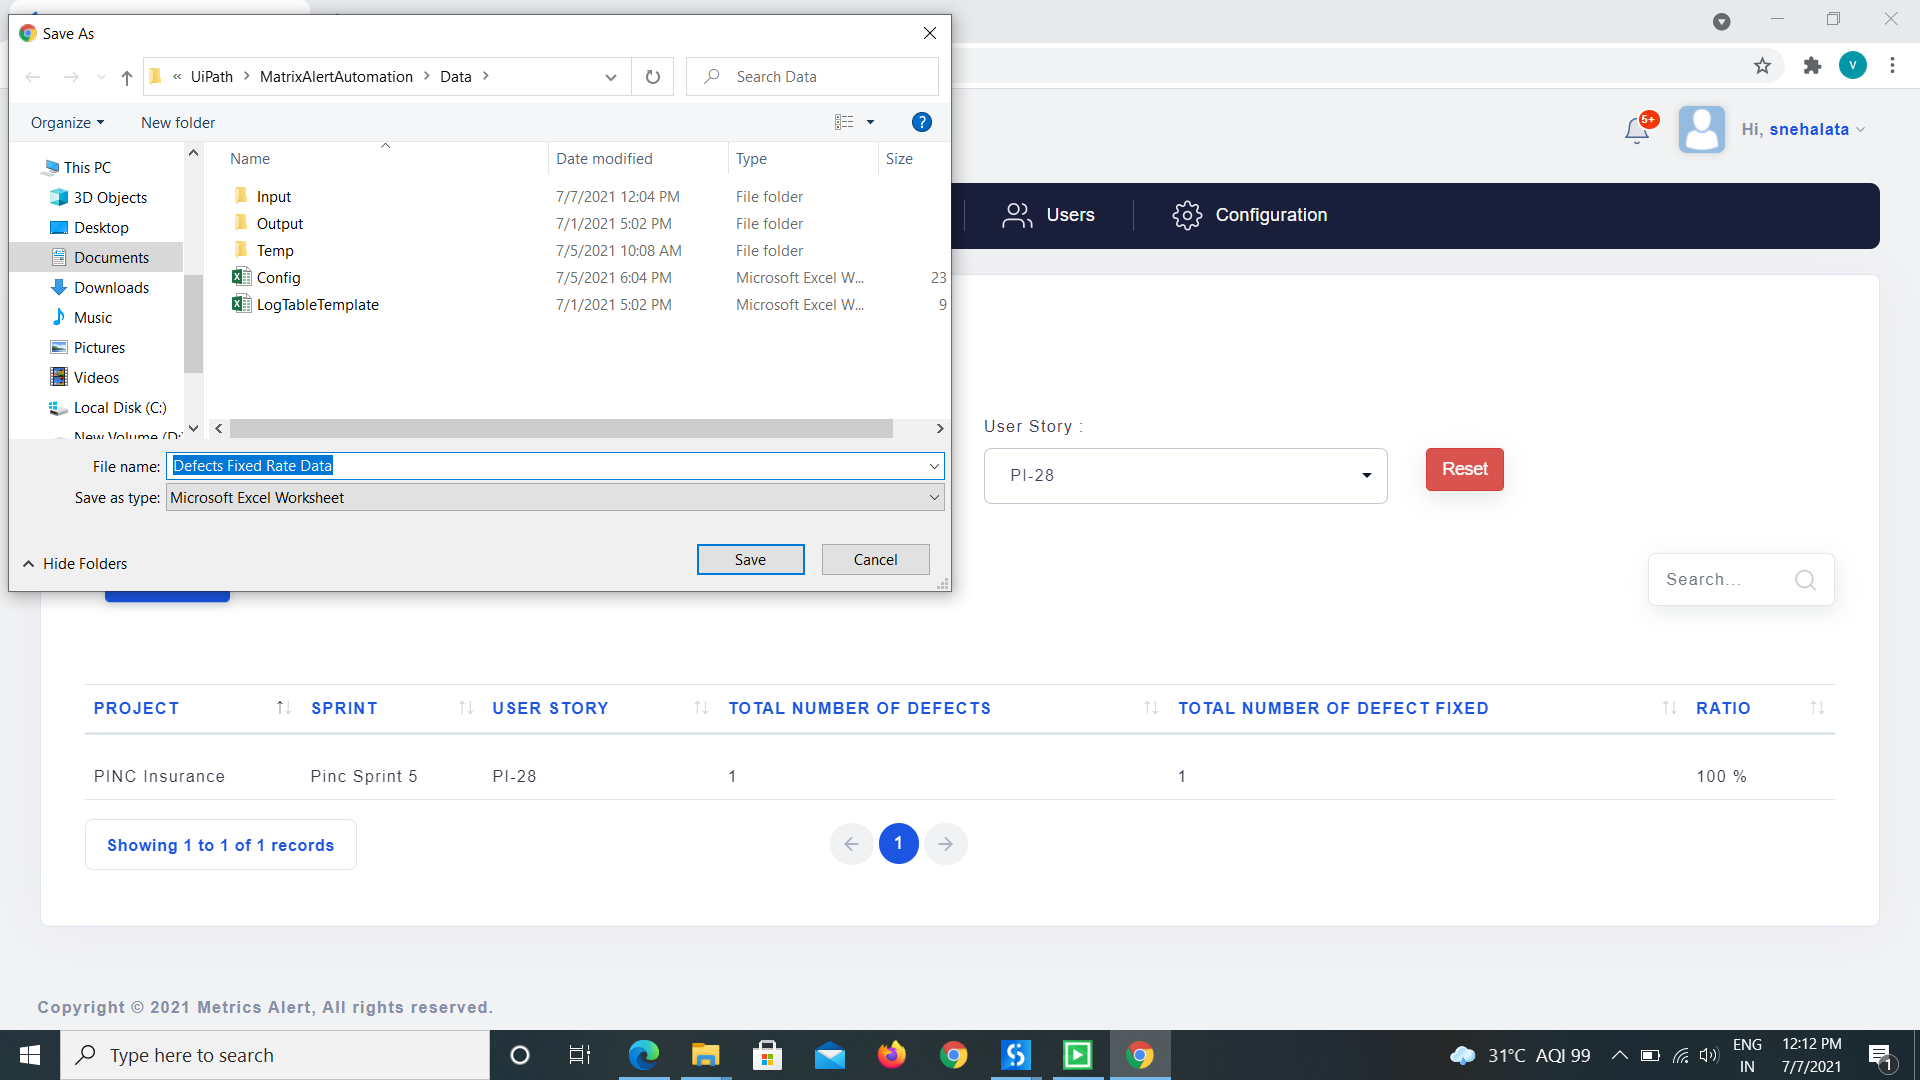 Save As
« UiPath > MatrixAlertAutomation > Data >
Search Data
V
Organize
New folder
?
5+
Hi, snehalata
This PC
3D Objects
Desktop
Documents
Downloads
Music
Pictures
Videos
Local Disk (C:)
New Volume (D:
Name Date modified Type Size
Input 7/7/2021 12:04 PM File folder
Output 7/1/2021 5:02 PM File folder
Temp 7/5/2021 10:08 AM File folder
Config 7/5/2021 6:04 PM Microsoft Excel W... 23
LogTableTemplate 7/1/2021 5:02 PM Microsoft Excel W... 9
Users
Configuration
File name: Defects Fixed Rate Data
Save as type: Microsoft Excel Worksheet
Hide Folders
Save
Cancel
User Story :
PI-28
Reset
Search...
PROJECT SPRINT USER STORY TOTAL NUMBER OF DEFECTS TOTAL NUMBER OF DEFECT FIXED RATIO
PINC Insurance Pinc Sprint 5 PI-28 1 1 100 %
Showing 1 to 1 of 1 records
1
Copyright © 2021 Metrics Alert, All rights reserved.
Type here to search
31°C AQI 99
ENG
IN
12:12 PM
7/7/2021
1